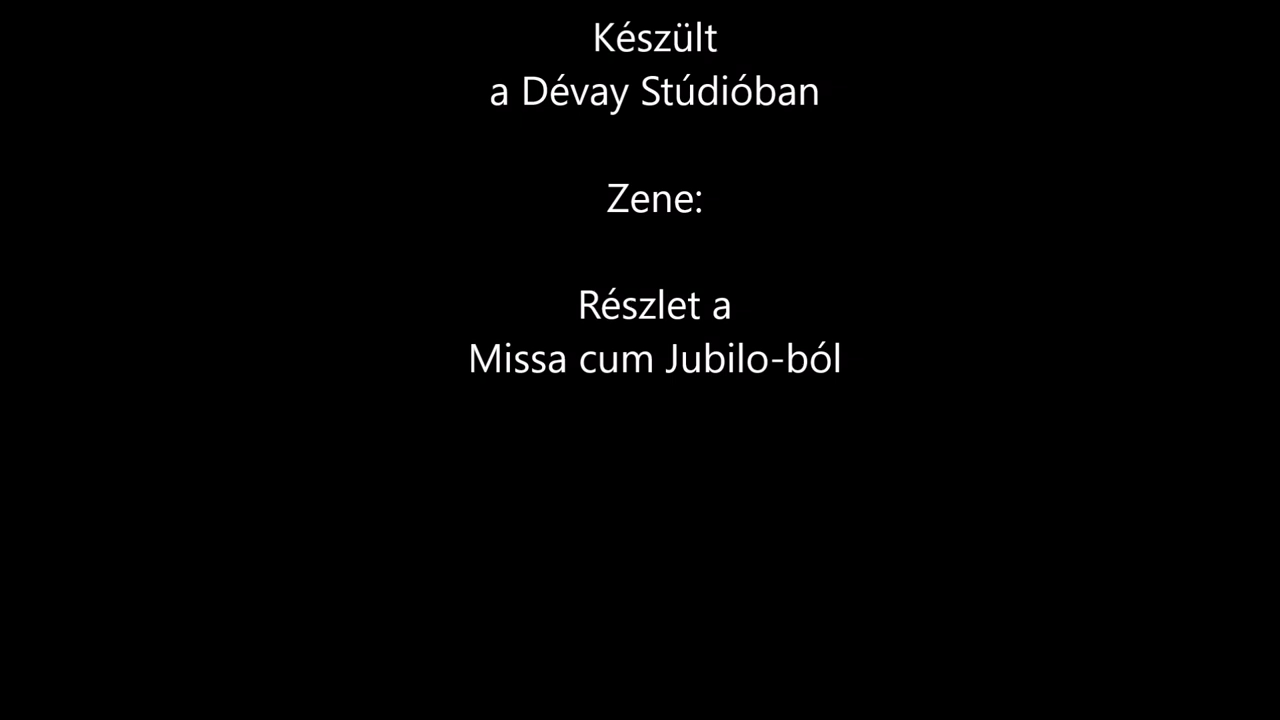 Készült
a Dévay Stúdióban
Zene:
Részlet a
Missa cum Jubilo-ból